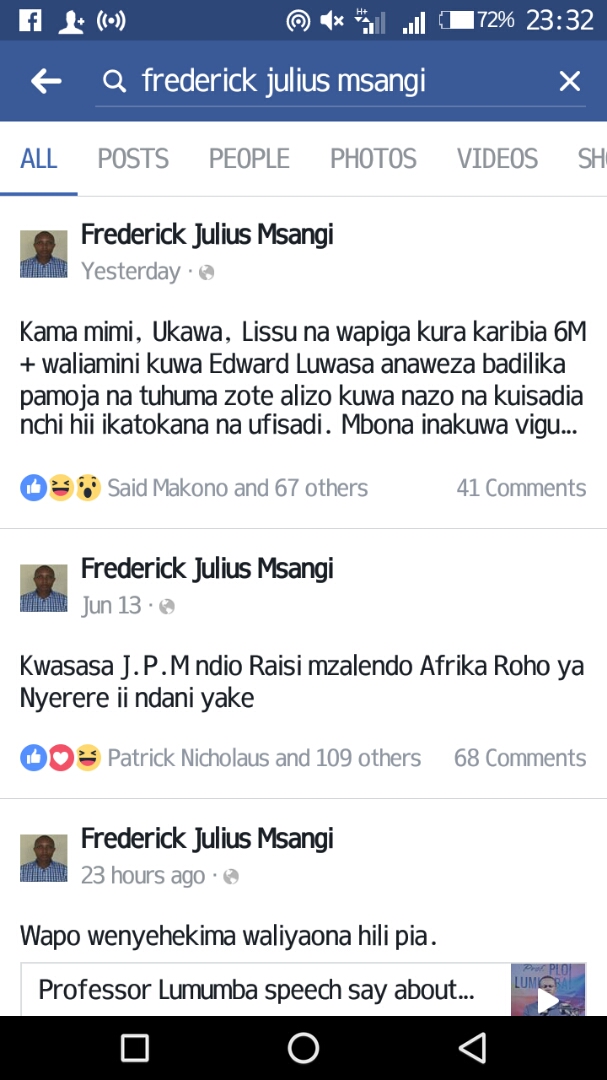 72% 23:32
frederick julius msangi
ALL POSTS PEOPLE PHOTOS VIDEOS SH
Frederick Julius Msangi
Yesterday ·
Kama mimi, Ukawa, Lissu na wapiga kura karibia 6M
+ waliamini kuwa Edward Luwasa anaweza badilika
pamoja na tuhuma zote alizo kuwa nazo na kuisadia
nchi hii ikatokana na ufisadi. Mbona inakuwa vigu...
Said Makono and 67 others 41 Comments
Frederick Julius Msangi
Jun 13 ·
Kwasasa J.P.M ndio Raisi mzalendo Afrika Roho ya
Nyerere ii ndani yake
Patrick Nicholaus and 109 others 68 Comments
Frederick Julius Msangi
23 hours ago ·
Wapo wenyehekima waliyaona hili pia.
Professor Lumumba speech say about...